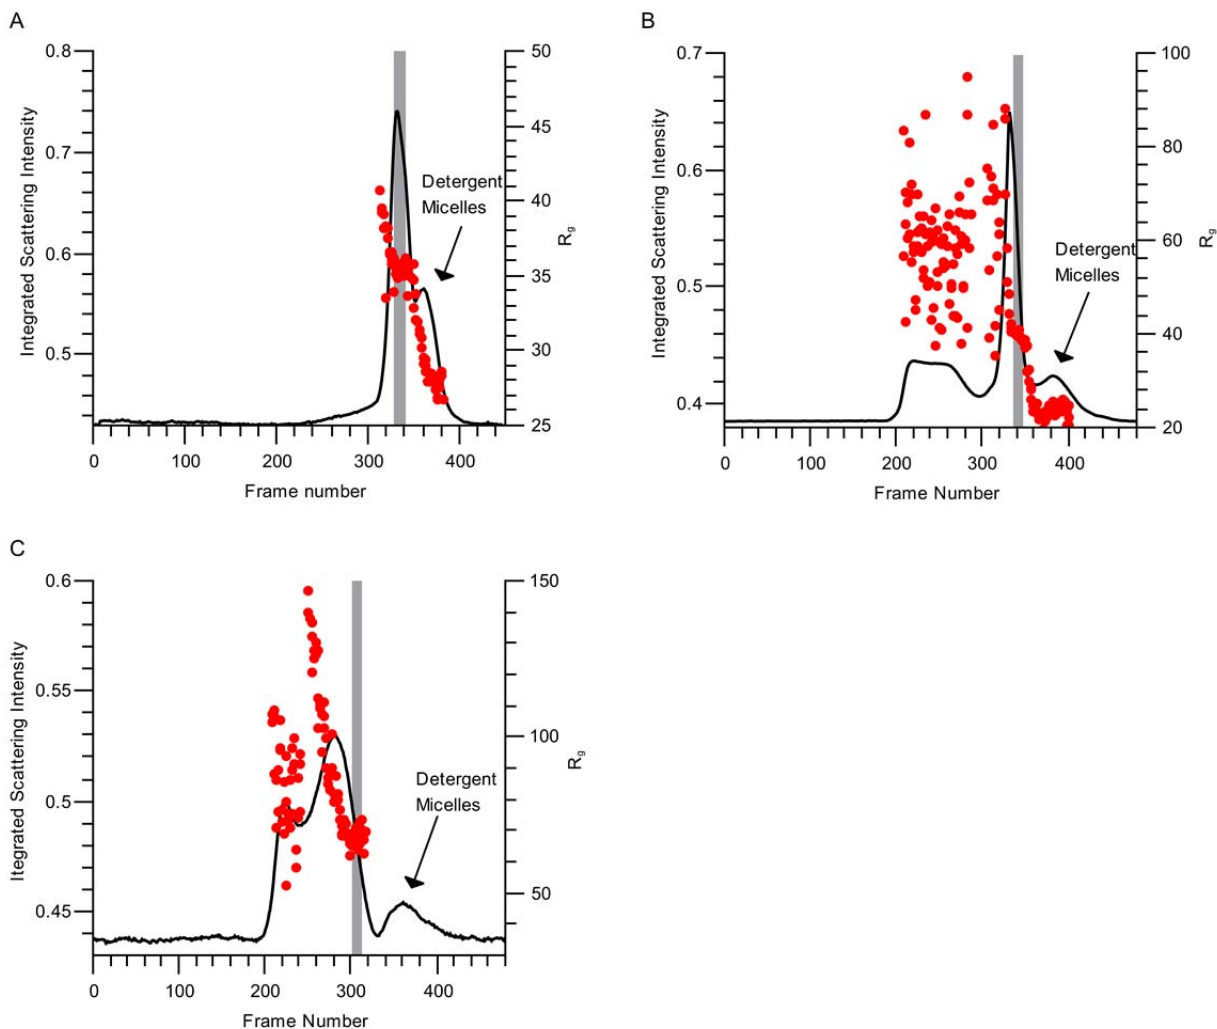 A
B
0.8
0.7
0.6
0.5
50
45
40
35
30
25
Integrated Scattering Intensity
Rg
Detergent
Micelles
0 100 200 300 400
Frame number
0.7
0.6
0.5
0.4
100
80
60
40
20
Integrated Scattering Intensity
Rg
Detergent
Micelles
0 100 200 300 400
Frame Number
C
0.6
0.55
0.5
0.45
150
100
50
Itegrated Scattering Intensity
Rg
Detergent
Micelles
0 100 200 300 400
Frame Number